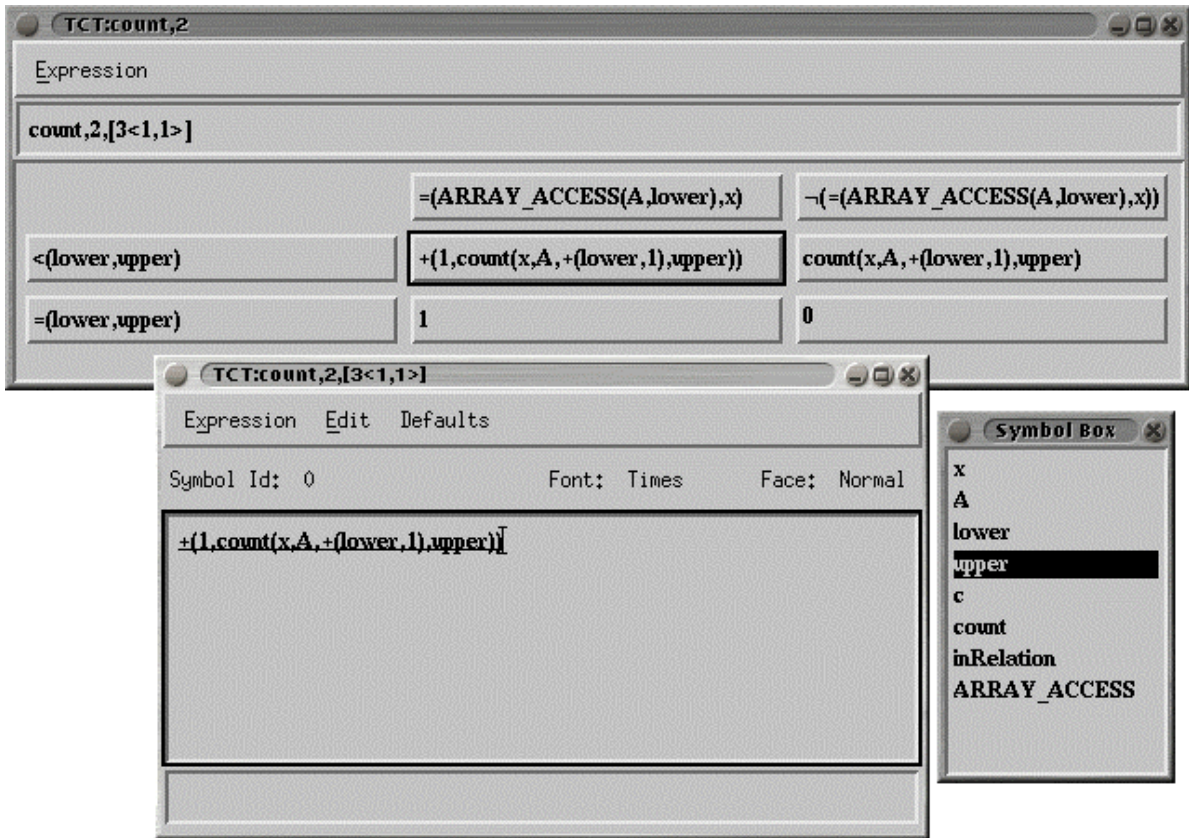 TCT:count,2
Expression
count,2,[3<1,1>]
=(ARRAY_ACCESS(A,lower),x) ¬(=(ARRAY_ACCESS(A,lower),x))
<(lower,upper) +(1,count(x,A,+(lower,1),upper)) count(x,A,+(lower,1),upper)
=(lower,upper) 1 0
TCT:count,2,[3<1,1>]
Expression Edit Defaults
Symbol Id: 0 Font: Times Face: Normal
+(1,count(x,A,+(lower,1),upper))
Symbol Box
x
A
lower
upper
c
count
inRelation
ARRAY_ACCESS